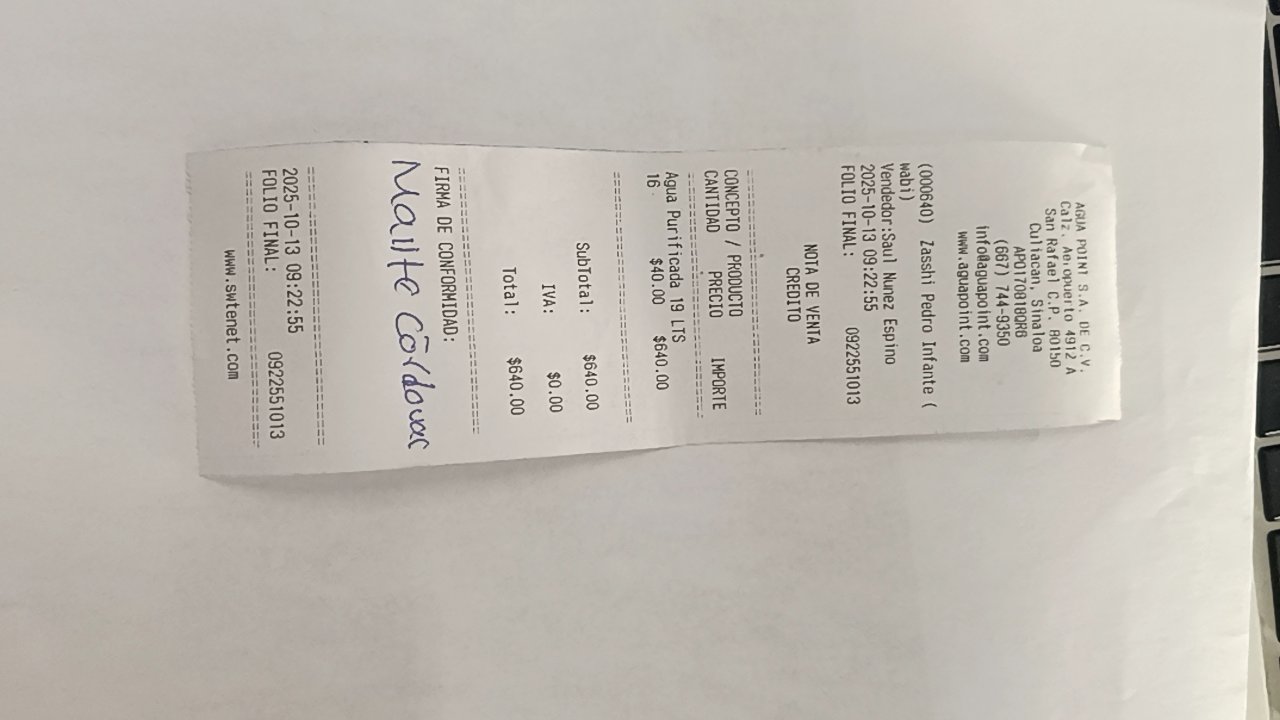 AGUA POINT S.A. DE C.V.
Calz. Aeropuerto 4912 A
San Rafael C.P. 80150
Culiacan, Sinaloa
APO170818QR8
(667) 744-9350
info@aguapoint.com
www.aguapoint.com
(000640) Zasshi Pedro Infante (
wabi)
Vendedor:Saul Nunez Espino
2025-10-13 09:22:55
FOLIO FINAL: 0922551013
NOTA DE VENTA
CREDITO
CONCEPTO / PRODUCTO
CANTIDAD PRECIO IMPORTE
Agua Purificada 19 LTS
16 $40.00 $640.00
SubTotal: $640.00
IVA: $0.00
Total: $640.00
FIRMA DE CONFORMIDAD:
Maite Córdova
2025-10-13 09:22:55
FOLIO FINAL: 0922551013
www.swtenet.com